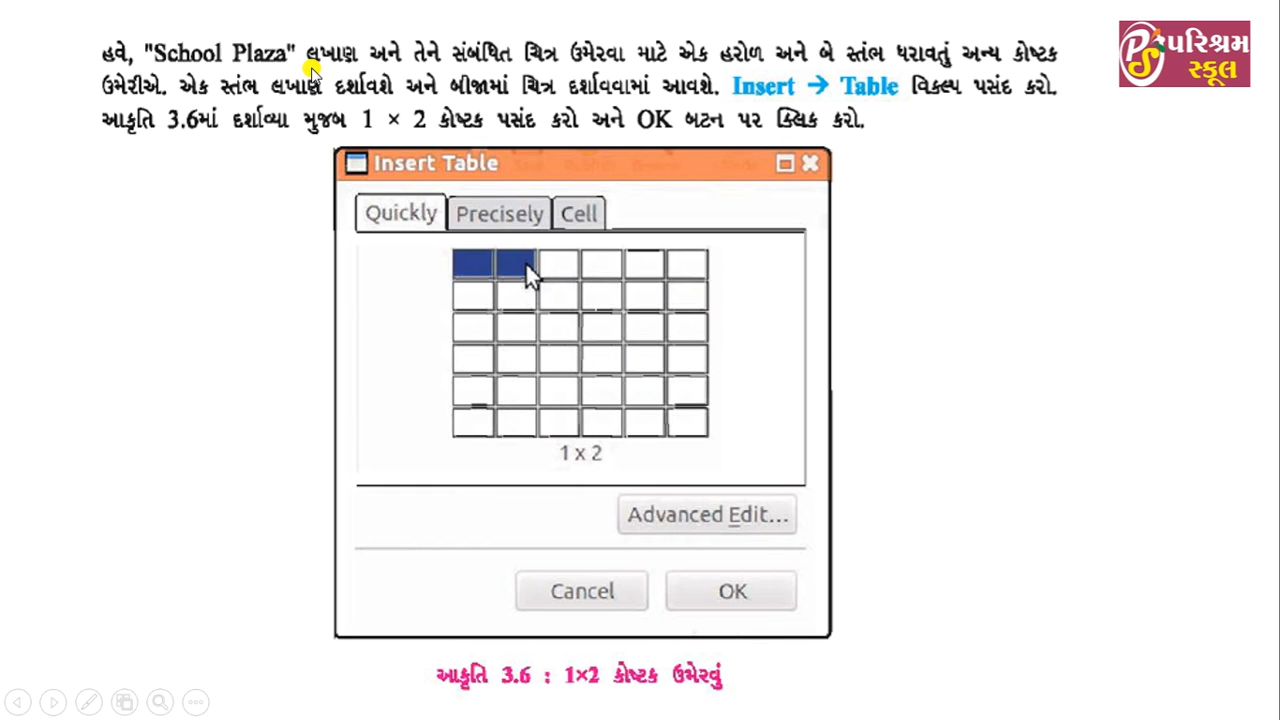 હવે, "School Plaza" લખાણ અને તેને સંબંધિત ચિત્ર ઉમેરવા માટે એક હરોળ અને બે સ્તંભ ધરાવતું અન્ય કોષ્ટક
ઉમેરીએ. એક સ્તંભ લખાણ દર્શાવશે અને બીજામાં ચિત્ર દર્શાવવામાં આવશે. Insert → Table વિકલ્પ પસંદ કરો.
આકૃતિ 3.6માં દર્શાવ્યા મુજબ 1 × 2 કોષ્ટક પસંદ કરો અને OK બટન પર ક્લિક કરો.
PS પરિશ્રમ
સ્કૂલ
Insert Table
Quickly Precisely Cell
1 x 2
Advanced Edit...
Cancel OK
આકૃતિ 3.6 : 1×2 કોષ્ટક ઉમેરવું